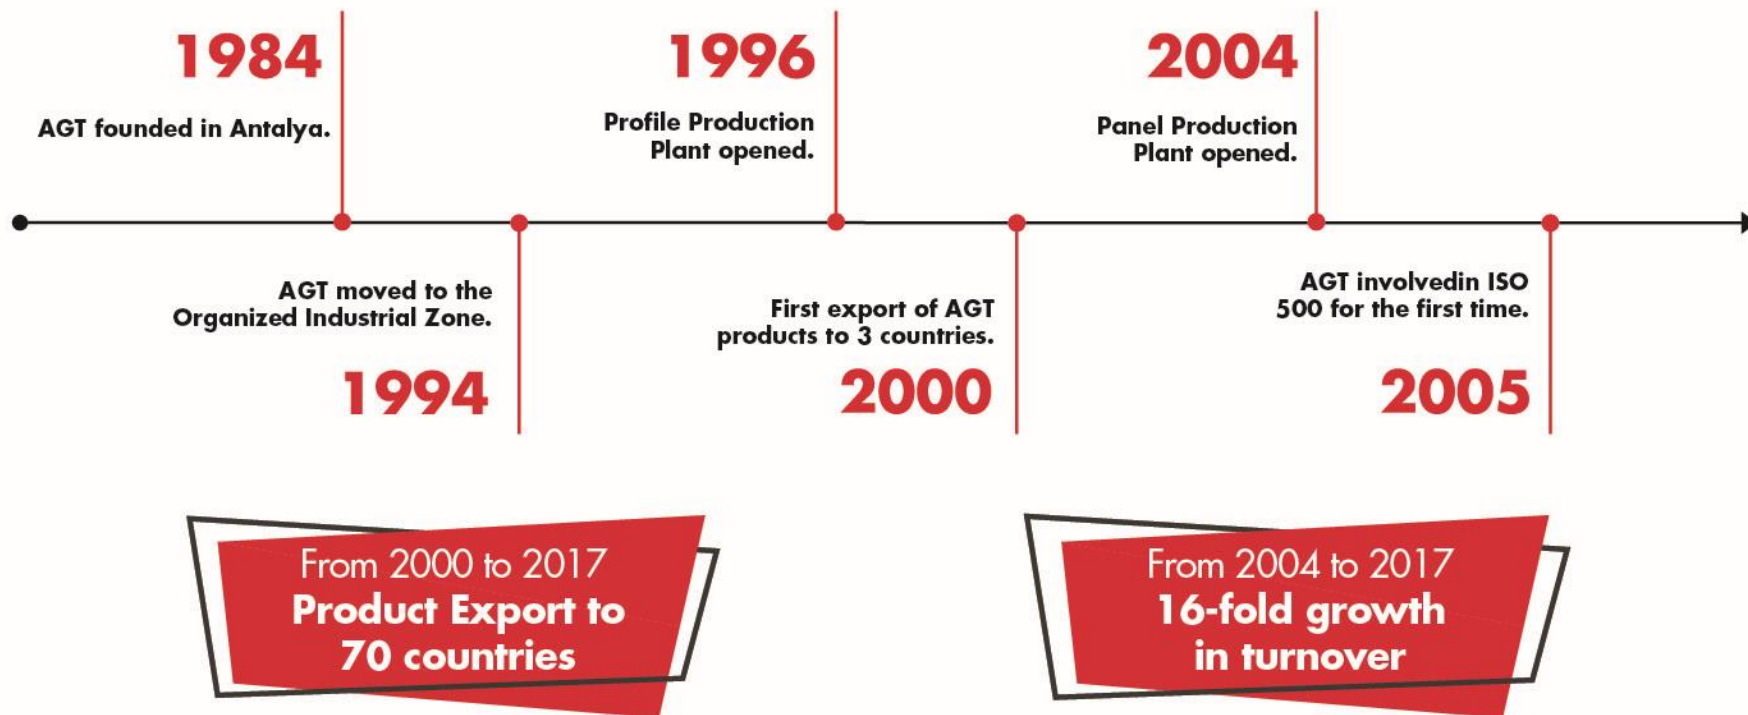 1984
AGT founded in Antalya.
AGT moved to the
Organized Industrial Zone.
1994
1996
Profile Production
Plant opened.
First export of AGT
products to 3 countries.
2000
2004
Panel Production
Plant opened.
AGT involvedin ISO
500 for the first time.
2005
From 2000 to 2017
Product Export to
70 countries
From 2004 to 2017
16-fold growth
in turnover